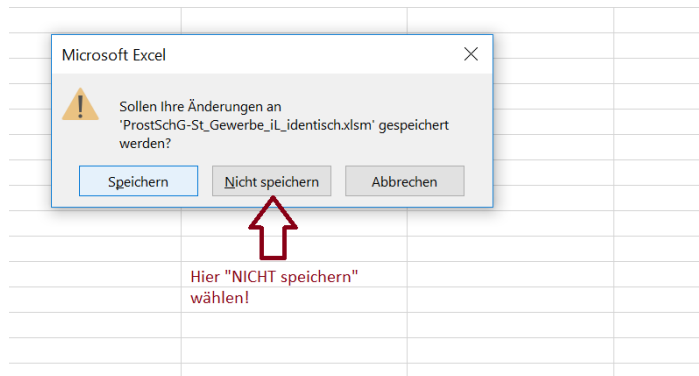 Microsoft Excel
Sollen Ihre Änderungen an
'ProstSchG-St_Gewerbe_iL_identisch.xlsm' gespeichert
werden?
Speichern
Nicht speichern
Abbrechen
Hier "NICHT speichern"
wählen!